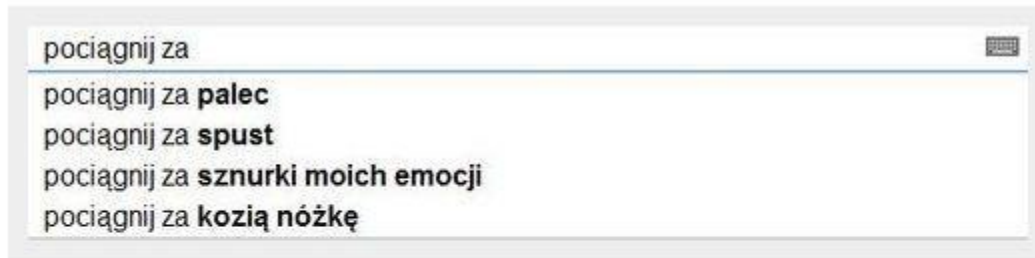 pociągnij za
pociągnij za palec
pociągnij za spust
pociągnij za sznurki moich emocji
pociągnij za kozią nóżkę